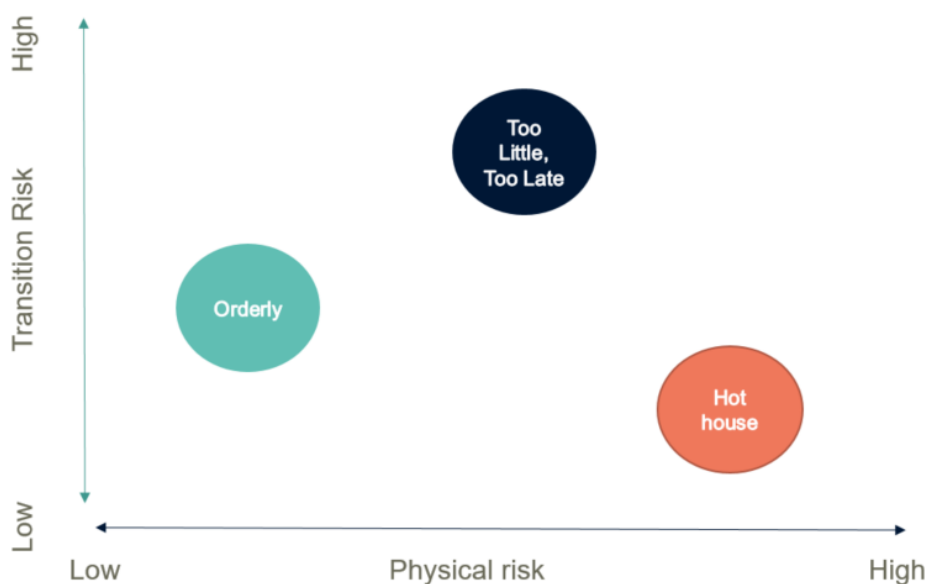 High
Transition Risk
Low
Too
Little,
Too Late
Orderly
Hot
house
Low
Physical risk
High